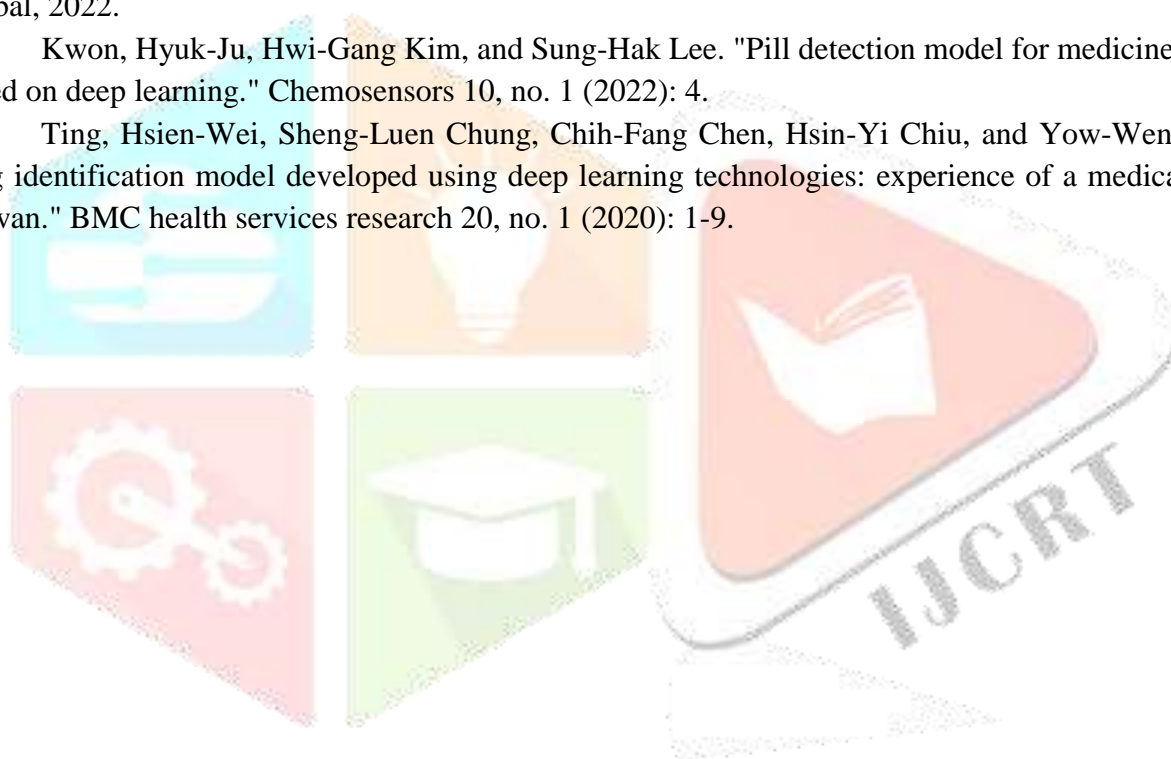 bal, 2022.
Kwon, Hyuk-Ju, Hwi-Gang Kim, and Sung-Hak Lee. "Pill detection model for medicine
ed on deep learning." Chemosensors 10, no. 1 (2022): 4.
Ting, Hsien-Wei, Sheng-Luen Chung, Chih-Fang Chen, Hsin-Yi Chiu, and Yow-Wen
g identification model developed using deep learning technologies: experience of a medica
wan." BMC health services research 20, no. 1 (2020): 1-9.
IJCRT